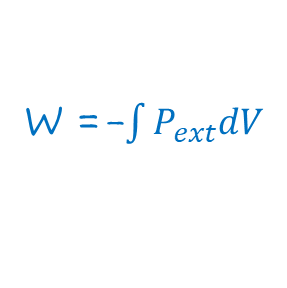 W = -∫ P_ext dV